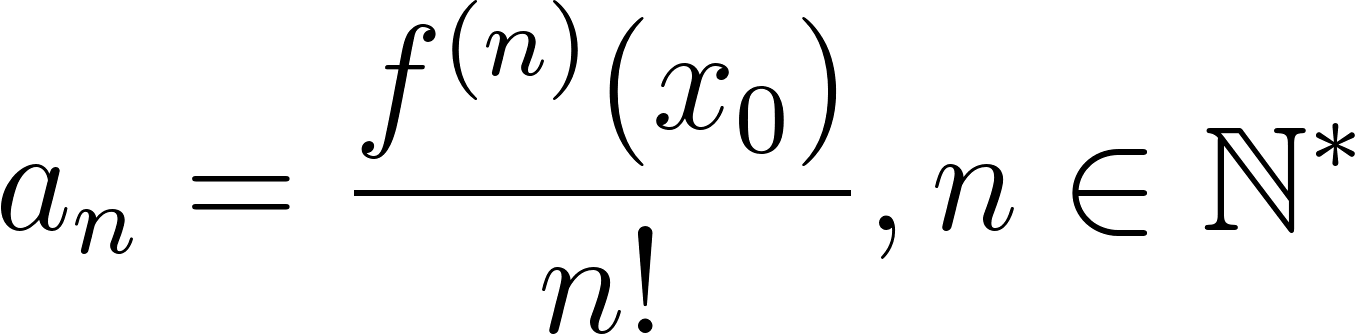 $a_n = \frac{f^{(n)}(x_0)}{n!}, n \in \mathbb{N}^*$